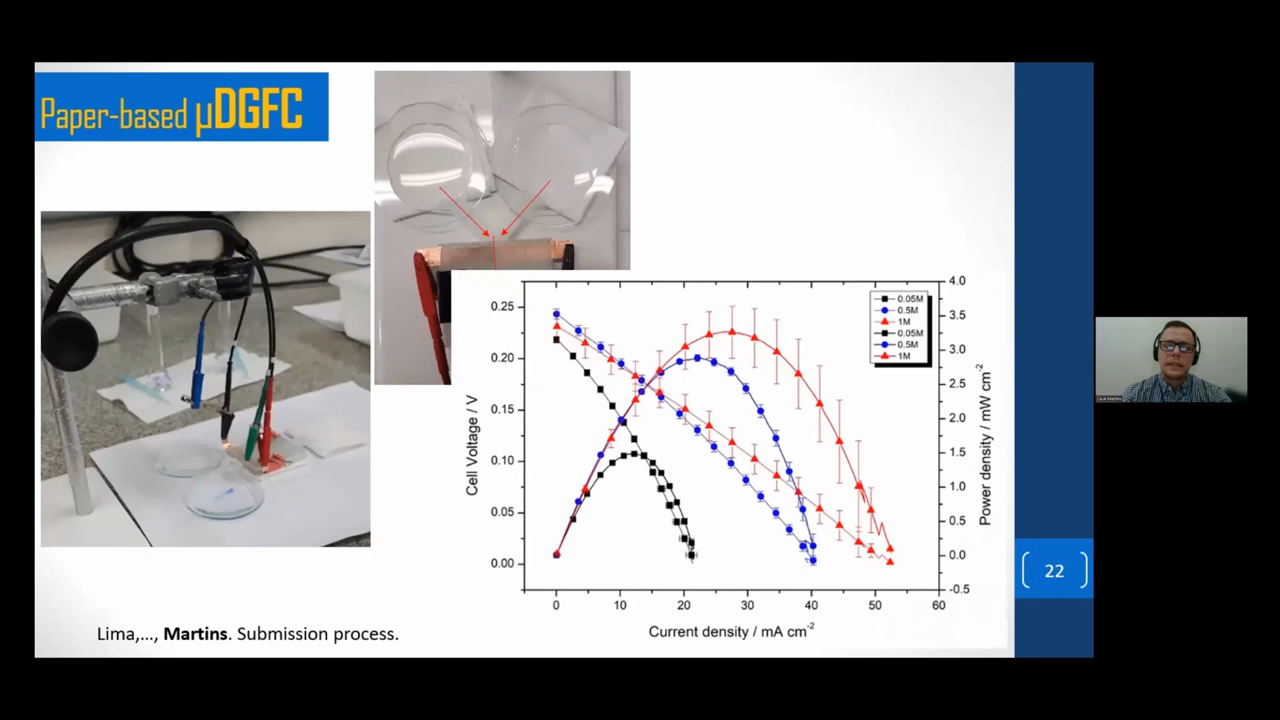 Paper-based µDGFC
0.25
0.20
0.15
0.10
0.05
0.00
Cell Voltage / V
4.0
3.5
3.0
2.5
2.0
1.5
1.0
0.5
0.0
-0.5
Power density / mW cm-2
0.05M
0.5M
1M
0.05M
0.5M
1M
0
10
20
30
40
50
60
Current density / mA cm-2
22
Lima,..., Martins. Submission process.